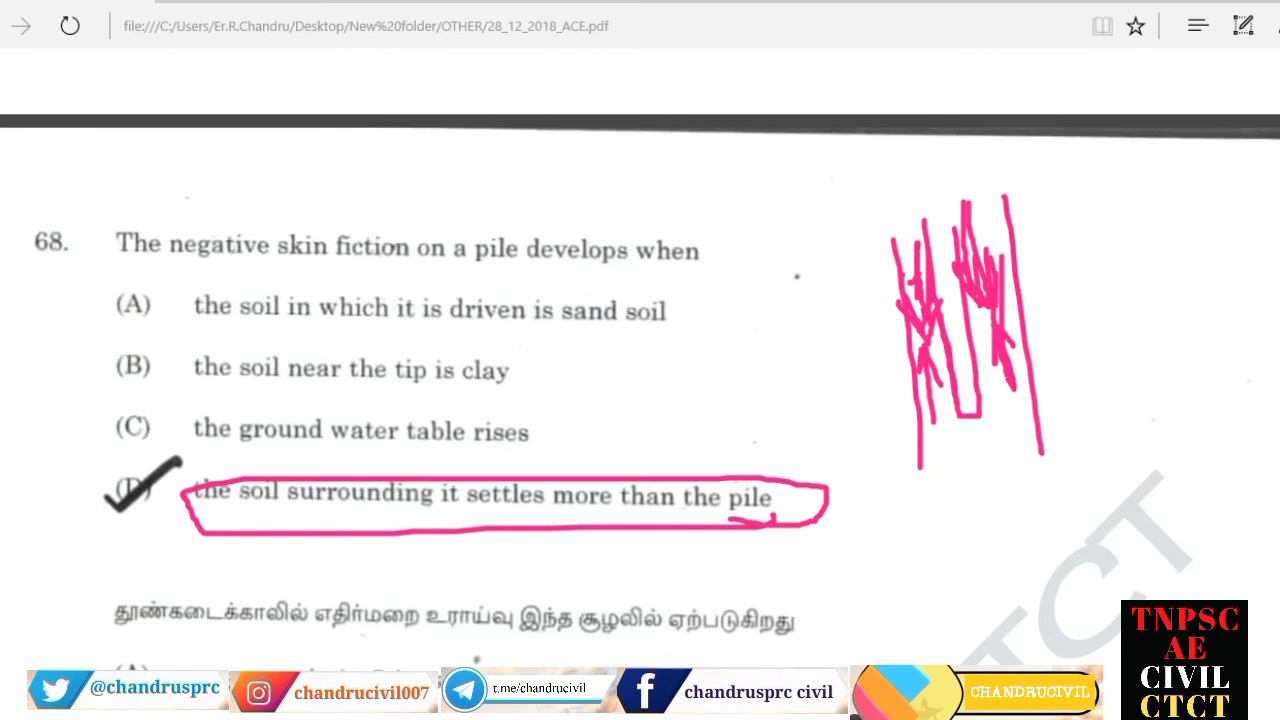 file:///C:/Users/Er.R.Chandru/Desktop/New%20folder/OTHER/28_12_2018_ACE.pdf
68. The negative skin fiction on a pile develops when
(A) the soil in which it is driven is sand soil
(B) the soil near the tip is clay
(C) the ground water table rises
(D) the soil surrounding it settles more than the pile
தூண்கடைக்காலில் எதிர்மறை உராய்வு இந்த சூழலில் ஏற்படுகிறது
CTCT
TNPSC
AE
CIVIL
CTCT
@chandrusprc
chandrucivil007
t.me/chandrucivil
chandrusprc civil
CHANDRUCIVIL